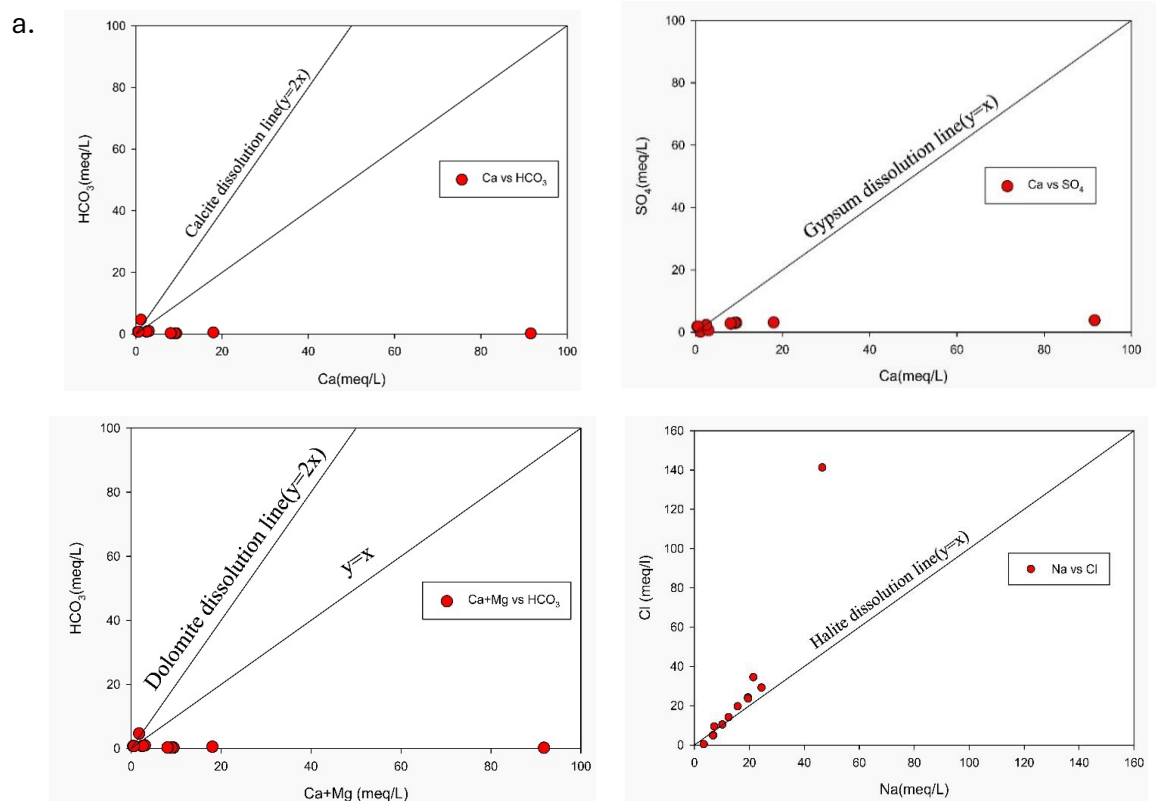 a.
100
80
60
40
20
0
HCO₃(meq/L)
Calcite dissolution line(y=2x)
Ca vs HCO₃
0 20 40 60 80 100
Ca(meq/L)
100
80
60
40
20
0
SO₄(meq/L)
Gypsum dissolution line(y=x)
Ca vs SO₄
0 20 40 60 80 100
Ca(meq/L)
100
80
60
40
20
0
HCO₃(meq/L)
Dolomite dissolution line(y=2x)
y=x
Ca+Mg vs HCO₃
0 20 40 60 80 100
Ca+Mg (meq/L)
160
140
120
100
80
60
40
20
0
Cl (meq/l)
Halite dissolution line(y=x)
Na vs Cl
0 20 40 60 80 100 120 140 160
Na(meq/L)